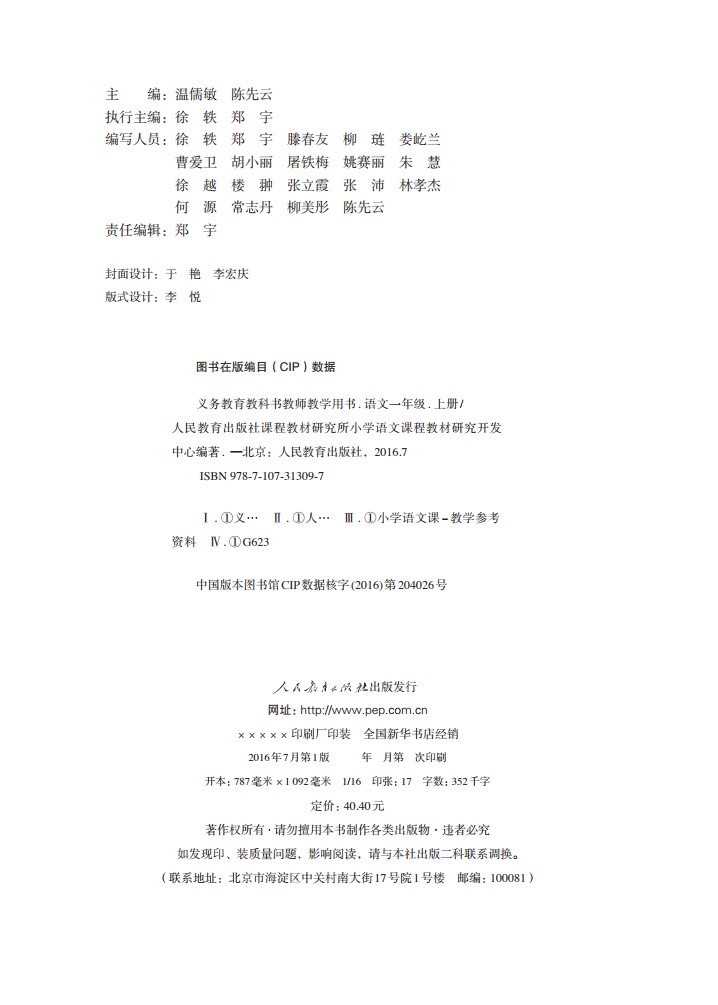 主　　编：温儒敏　陈先云
执行主编：徐　轶　郑　宇
编写人员：徐　轶　郑　宇　滕春友　柳　琏　娄屹兰
曹爱卫　胡小丽　屠铁梅　姚赛丽　朱　慧
徐　越　楼　翀　张立霞　张　沛　林孝杰
何　源　常志丹　柳美彤　陈先云
责任编辑：郑　宇
封面设计：于　艳　李宏庆
版式设计：李　悦
图书在版编目（CIP）数据
义务教育教科书教师教学用书．语文一年级．上册/
人民教育出版社课程教材研究所小学语文课程教材研究开发
中心编著．—北京：人民教育出版社，2016.7
ISBN 978-7-107-31309-7
Ⅰ．①义…　Ⅱ．①人…　Ⅲ．①小学语文课－教学参考
资料　Ⅳ．①G623
中国版本图书馆CIP数据核字(2016)第204026号
人民教育出版社出版发行
网址：http://www.pep.com.cn
×××××印刷厂印装　全国新华书店经销
2016年7月第1版　　　年　月第　次印刷
开本：787毫米×1 092毫米　1/16　印张：17　字数：352千字
定价：40.40元
著作权所有·请勿擅用本书制作各类出版物·违者必究
如发现印、装质量问题，影响阅读，请与本社出版二科联系调换。
（联系地址：北京市海淀区中关村南大街17号院1号楼　邮编：100081）